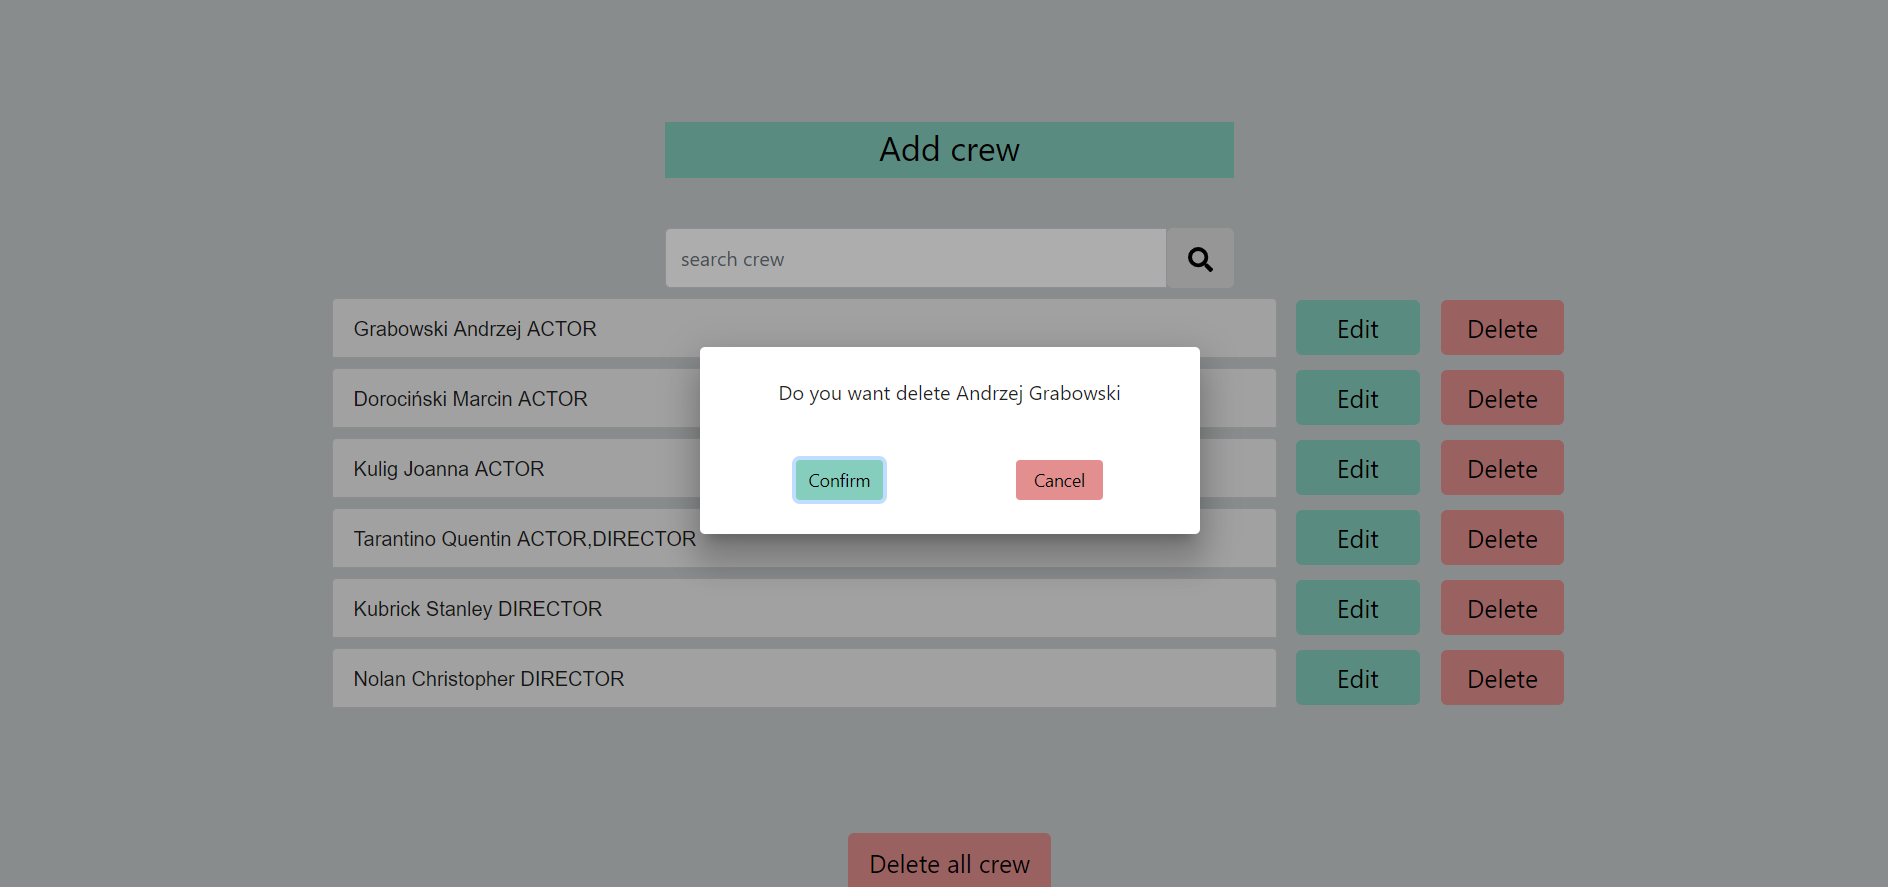 Add crew
search crew
Grabowski Andrzej ACTOR Edit Delete
Dorociński Marcin ACTOR Edit Delete
Kulig Joanna ACTOR Edit Delete
Tarantino Quentin ACTOR,DIRECTOR Edit Delete
Kubrick Stanley DIRECTOR Edit Delete
Nolan Christopher DIRECTOR Edit Delete
Do you want delete Andrzej Grabowski
Confirm Cancel
Delete all crew